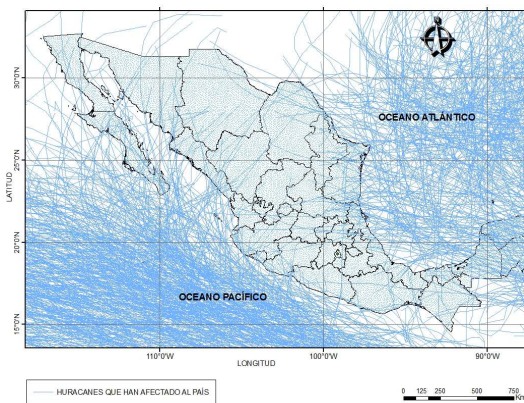 OCEANO ATLÁNTICO
OCEANO PACÍFICO
30°0'N
25°0'N
20°0'N
15°0'N
LATITUD
110°0'W
100°0'W
90°0'W
LONGITUD
HURACANES QUE HAN AFECTADO AL PAÍS
0 125 250 500 750
Km